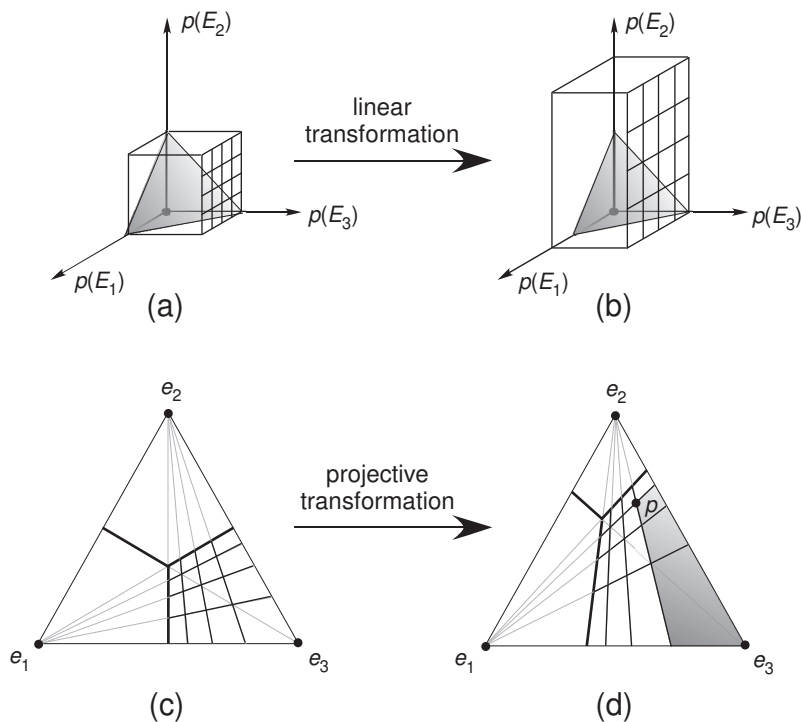 p(E₂)
p(E₂)
linear
transformation
p(E₃)
p(E₃)
p(E₁)
p(E₁)
(a)
(b)
e₂
e₂
projective
transformation
p
e₁
e₃
e₁
e₃
(c)
(d)